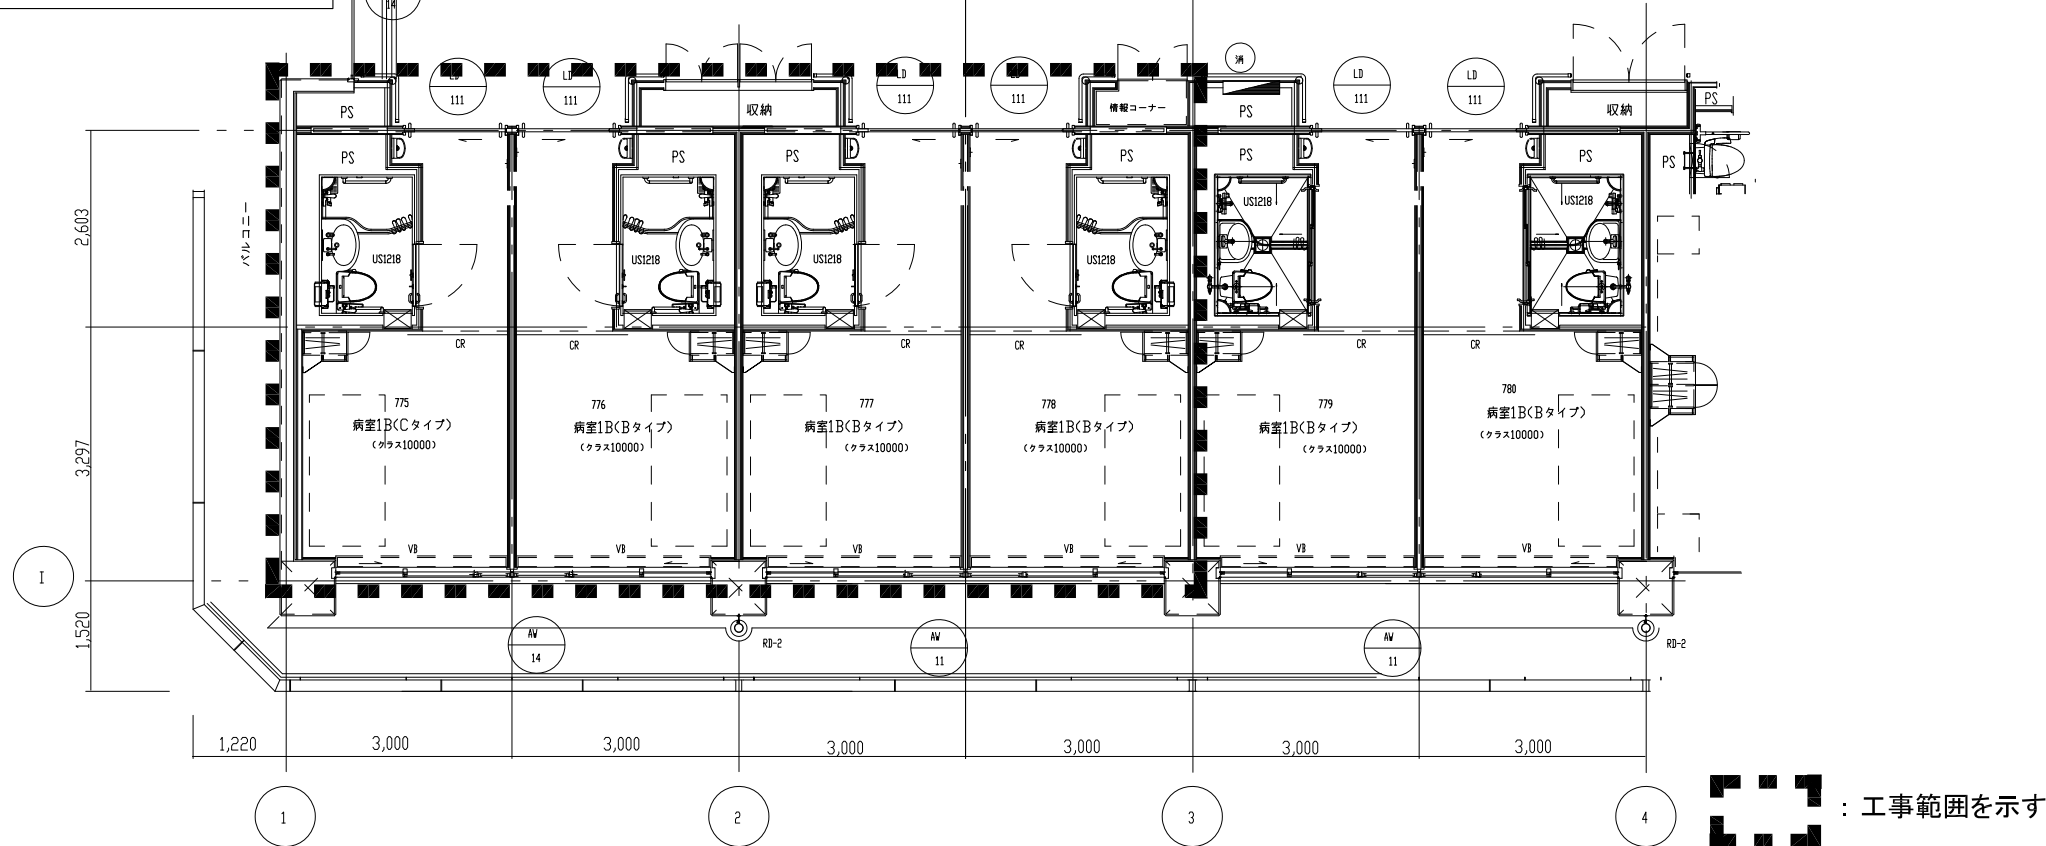 14
LD
111
LD
111
LD
111
LD
111
消
LD
111
LD
111
PS
収納
情報コーナー
PS
収納
PS
PS
PS
PS
PS
PS
PS
PS
US1218
US1218
US1218
US1218
US1218
US1218
バルコニー
2,603
CR
CR
CR
CR
CR
CR
775
病室1B(Cタイプ)
(クラス10000)
776
病室1B(Bタイプ)
(クラス10000)
777
病室1B(Bタイプ)
(クラス10000)
778
病室1B(Bタイプ)
(クラス10000)
779
病室1B(Bタイプ)
(クラス10000)
780
病室1B(Bタイプ)
(クラス10000)
3,297
VB
VB
VB
VB
VB
VB
I
1,520
AW
14
RD-2
AW
11
AW
11
RD-2
1,220
3,000
3,000
3,000
3,000
3,000
3,000
1
2
3
4
：工事範囲を示す